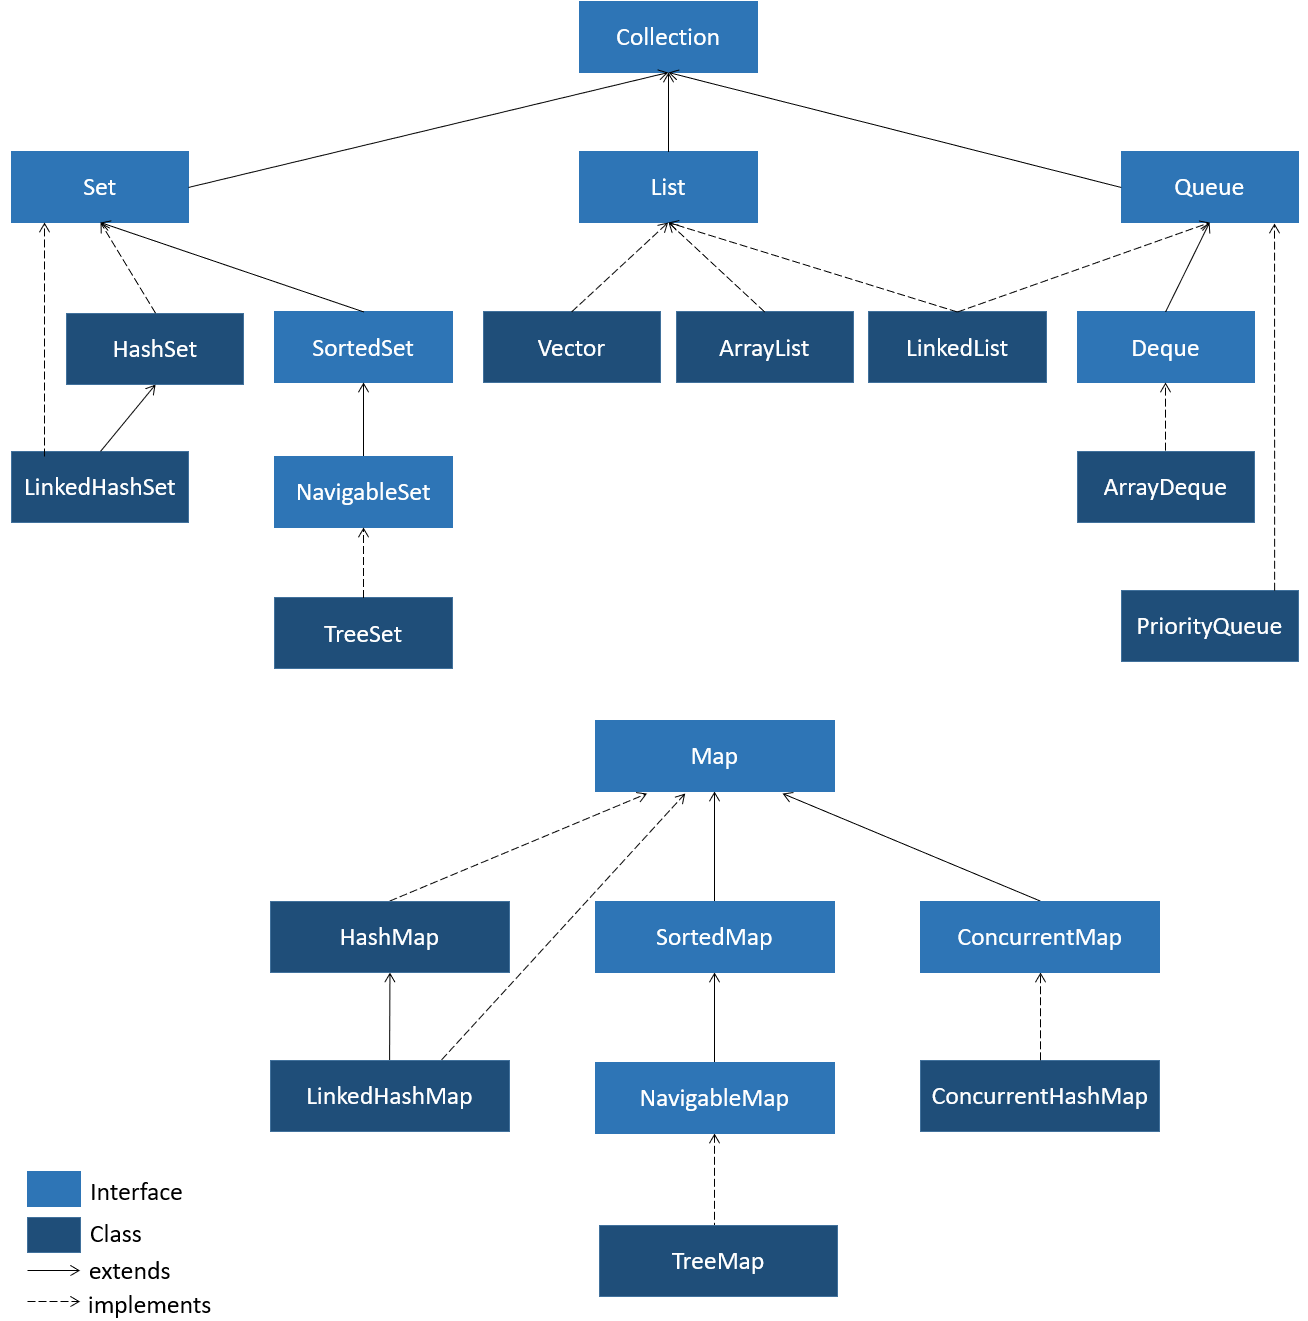 Collection
Set
List
Queue
HashSet
SortedSet
Vector
ArrayList
LinkedList
Deque
LinkedHashSet
NavigableSet
ArrayDeque
TreeSet
PriorityQueue
Map
HashMap
SortedMap
ConcurrentMap
LinkedHashMap
NavigableMap
ConcurrentHashMap
Interface
Class
TreeMap
extends
implements